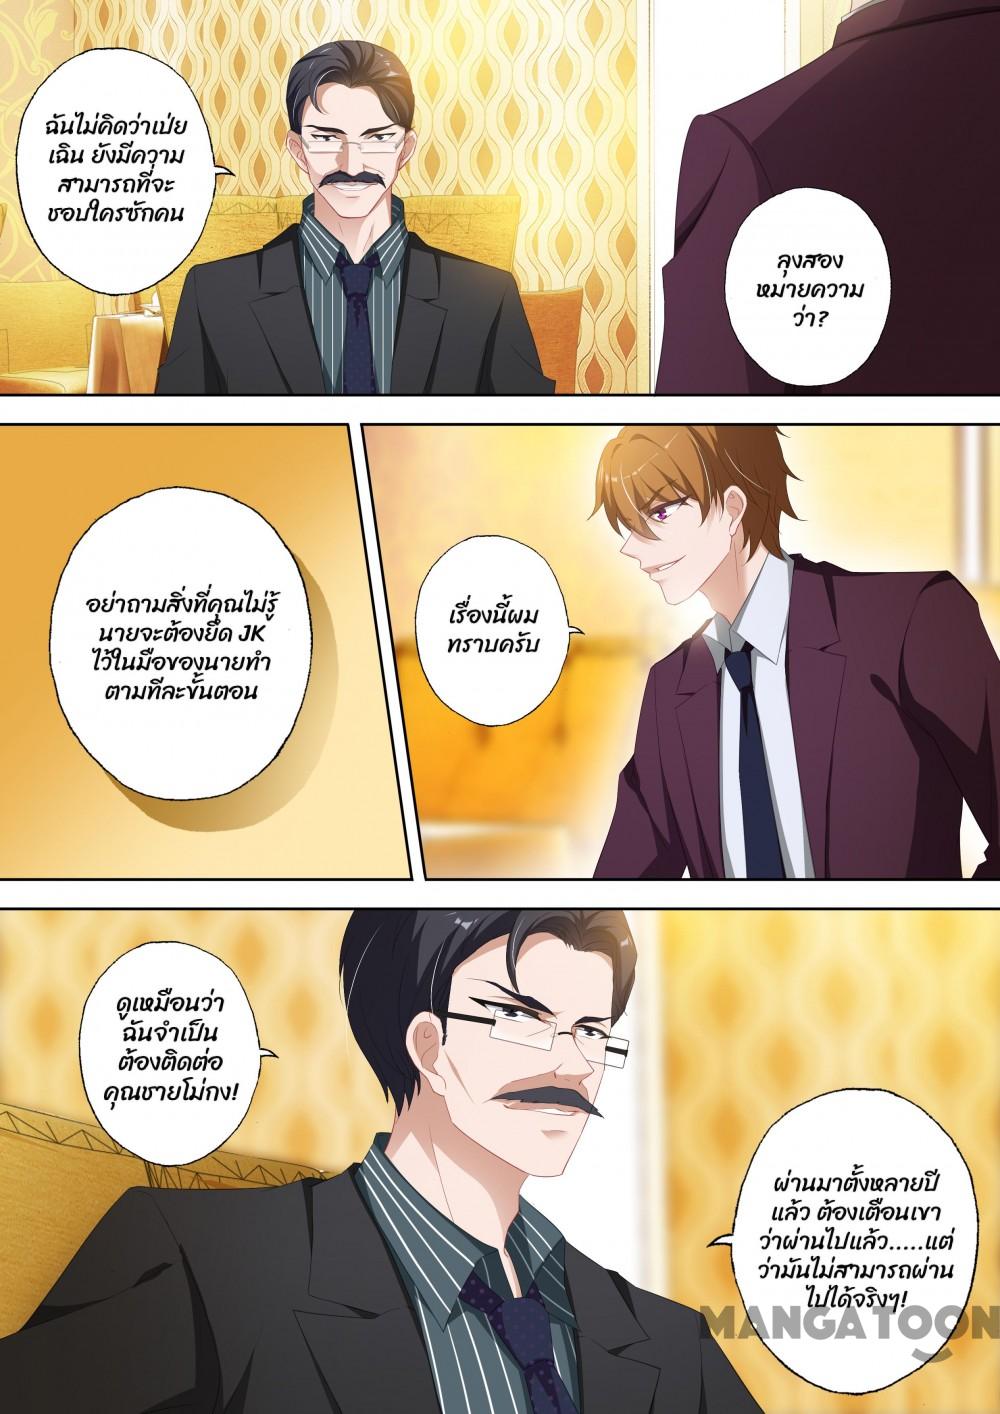 ฉันไม่คิดว่าเป่ย
เฉิน ยังมีความ
สามารถที่จะ
ชอบใครซักคน
ลุงสอง
หมายความ
ว่า?
อย่าถามสิ่งที่คุณไม่รู้
นายจะต้องยึด JK
ไว้ในมือของนายทำ
ตามทีละขั้นตอน
เรื่องนี้ผม
ทราบครับ
ดูเหมือนว่า
ฉันจำเป็น
ต้องติดต่อ
คุณชายโม่กง!
ผ่านมาตั้งหลายปี
แล้ว ต้องเตือนเขา
ว่าผ่านไปแล้ว.....แต่
ว่ามันไม่สามารถผ่าน
ไปได้จริงๆ!
MANGATOON